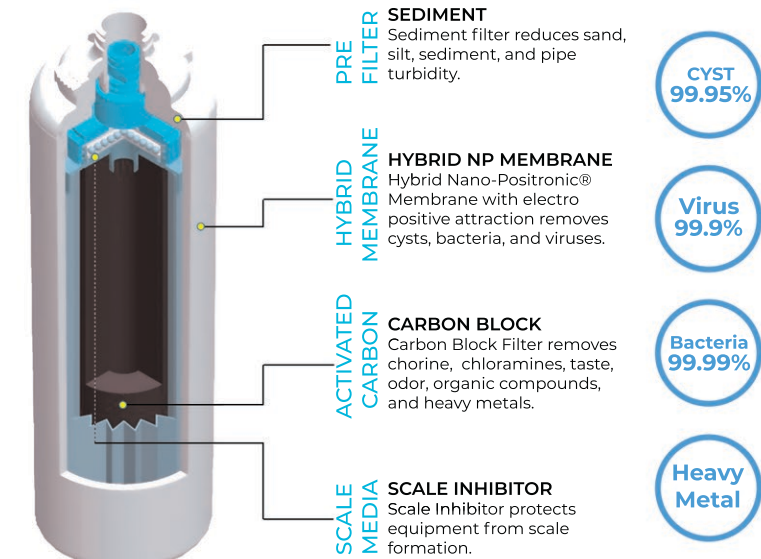 PRE
FILTER
SEDIMENT
Sediment filter reduces sand,
silt, sediment, and pipe
turbidity.
CYST
99.95%
HYBRID
MEMBRANE
HYBRID NP MEMBRANE
Hybrid Nano-Positronic®
Membrane with electro
positive attraction removes
cysts, bacteria, and viruses.
Virus
99.9%
ACTIVATED
CARBON
CARBON BLOCK
Carbon Block Filter removes
chorine, chloramines, taste,
odor, organic compounds,
and heavy metals.
Bacteria
99.99%
SCALE
MEDIA
SCALE INHIBITOR
Scale Inhibitor protects
equipment from scale
formation.
Heavy
Metal